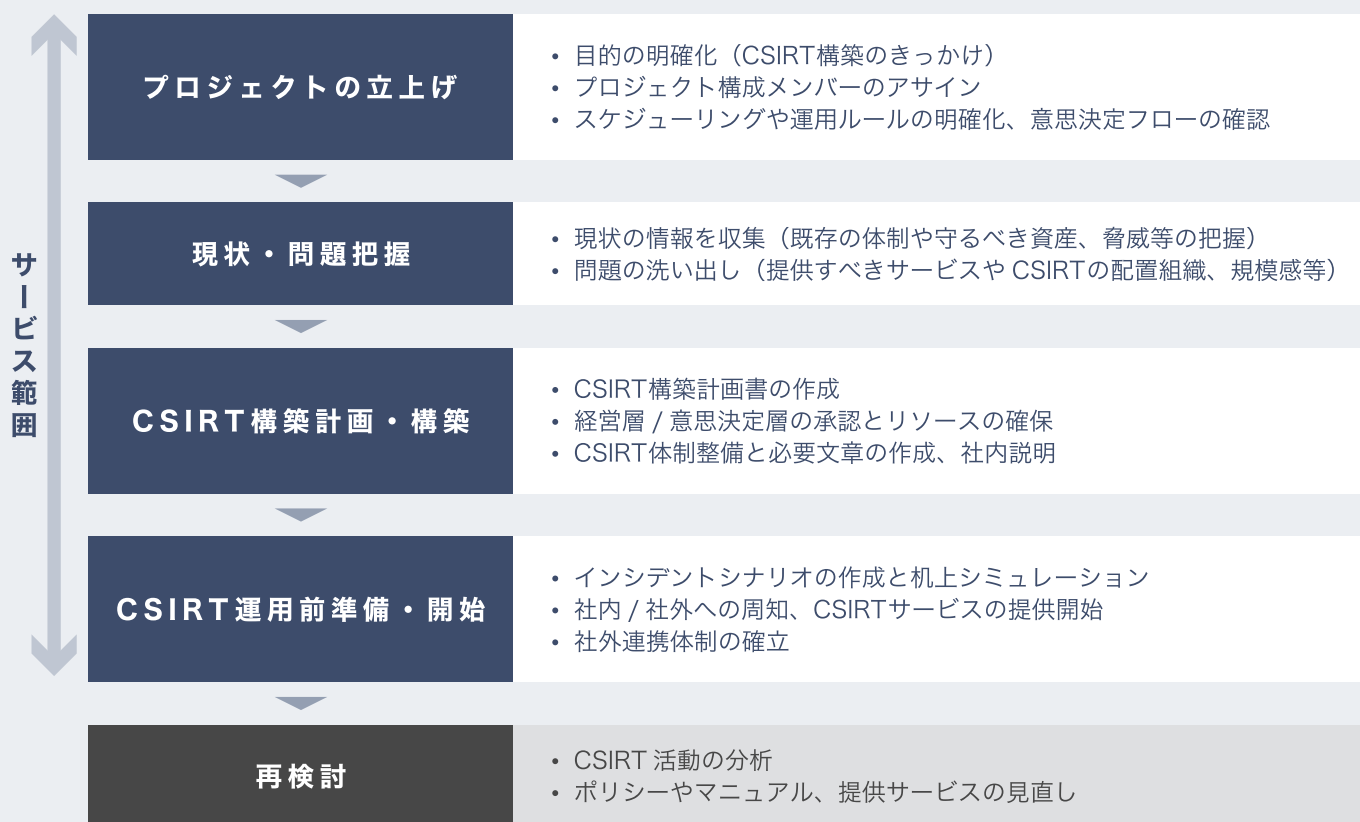 サービス範囲
プロジェクトの立上げ
• 目的の明確化（CSIRT構築のきっかけ）
• プロジェクト構成メンバーのアサイン
• スケジューリングや運用ルールの明確化、意思決定フローの確認
現状・問題把握
• 現状の情報を収集（既存の体制や守るべき資産、脅威等の把握）
• 問題の洗い出し（提供すべきサービスや CSIRTの配置組織、規模感等）
CSIRT構築計画・構築
• CSIRT構築計画書の作成
• 経営層 / 意思決定層の承認とリソースの確保
• CSIRT体制整備と必要文章の作成、社内説明
CSIRT運用前準備・開始
• インシデントシナリオの作成と机上シミュレーション
• 社内 / 社外への周知、CSIRTサービスの提供開始
• 社外連携体制の確立
再検討
• CSIRT 活動の分析
• ポリシーやマニュアル、提供サービスの見直し